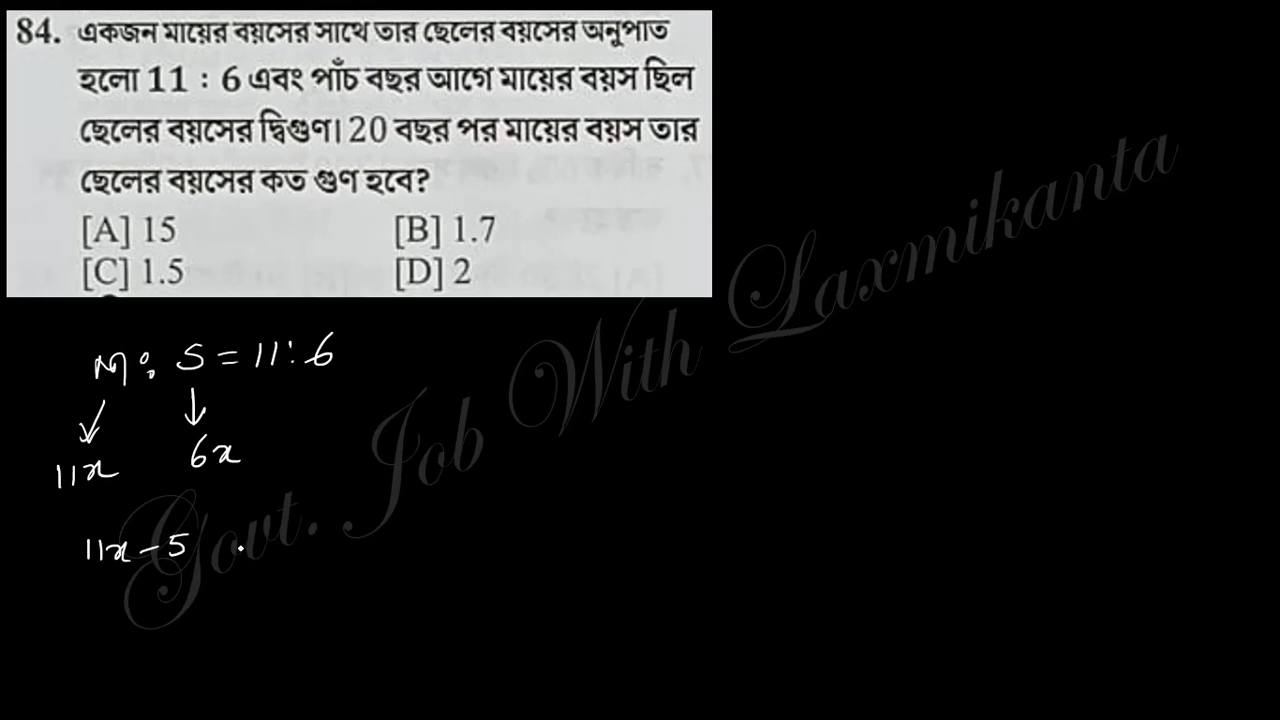 84. একজন মায়ের বয়সের সাথে তার ছেলের বয়সের অনুপাত
হলো 11 : 6 এবং পাঁচ বছর আগে মায়ের বয়স ছিল
ছেলের বয়সের দ্বিগুণ। 20 বছর পর মায়ের বয়স তার
ছেলের বয়সের কত গুণ হবে?
[A] 15 [B] 1.7
[C] 1.5 [D] 2
M : S = 11 : 6
11x 6x
11x - 5
Govt. Job With Laxmikanta